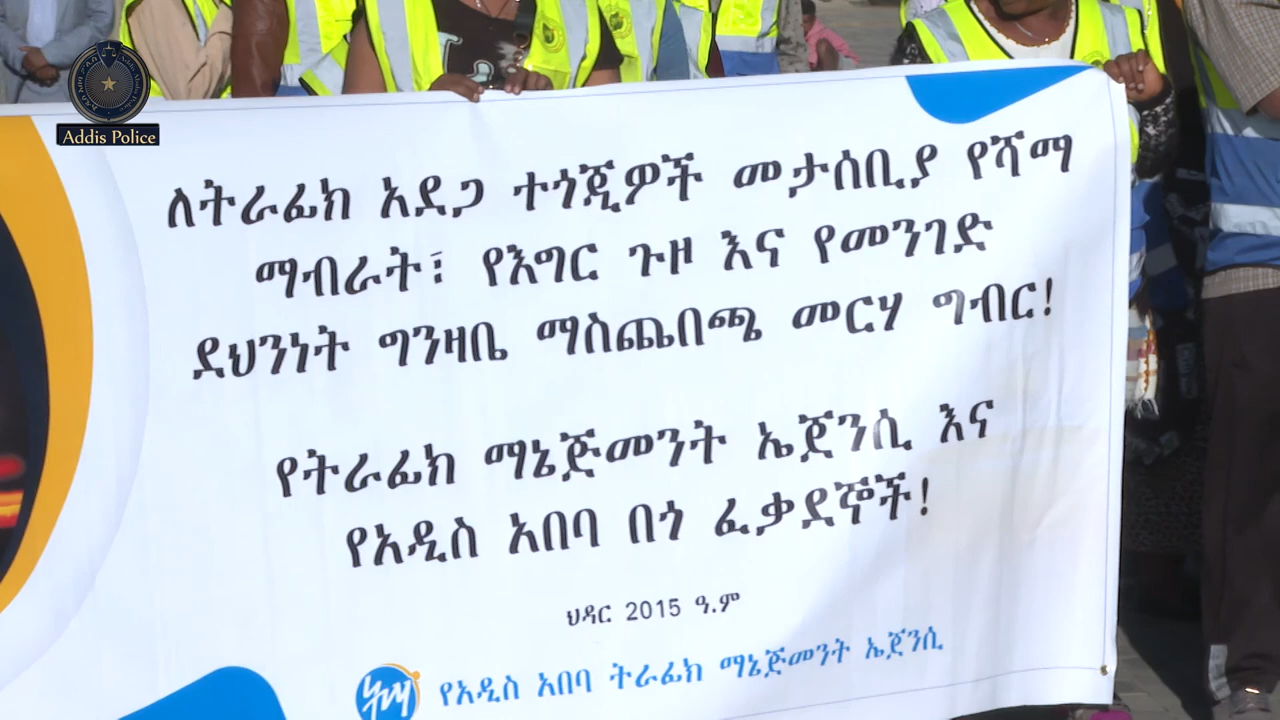 Addis Police
ለትራፊክ አደጋ ተጎጂዎች መታሰቢያ የሻማ
ማብራት፣ የእግር ጉዞ እና የመንገድ
ደህንነት ግንዛቤ ማስጨበጫ መርሃ ግብር!
የትራፊክ ማኔጅመንት ኤጀንሲ እና
የአዲስ አበባ በጎ ፈቃደኞች!
ህዳር 2015 ዓ.ም
የአዲስ አበባ ትራፊክ ማኔጅመንት ኤጀንሲ